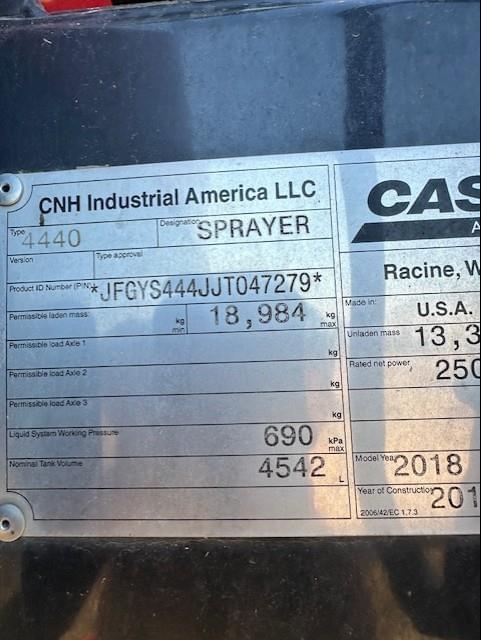 CNH Industrial America LLC
Type 4440 Designation SPRAYER
Version Type approval
Product ID Number (PIN) *JFGYS444JJT047279*
Permissible laden mass: kg min 18,984 kg max
Permissible load Axle 1 kg
Permissible load Axle 2 kg
Permissible load Axle 3 kg
Liquid System Working Pressure 690 kPa max
Nominal Tank Volume 4542 L
CAS
A
Racine, W
Made in: U.S.A.
Unladen mass 13,3
Rated net power 250
Model Year 2018
Year of Construction 201
2006/42/EC 1.7.3